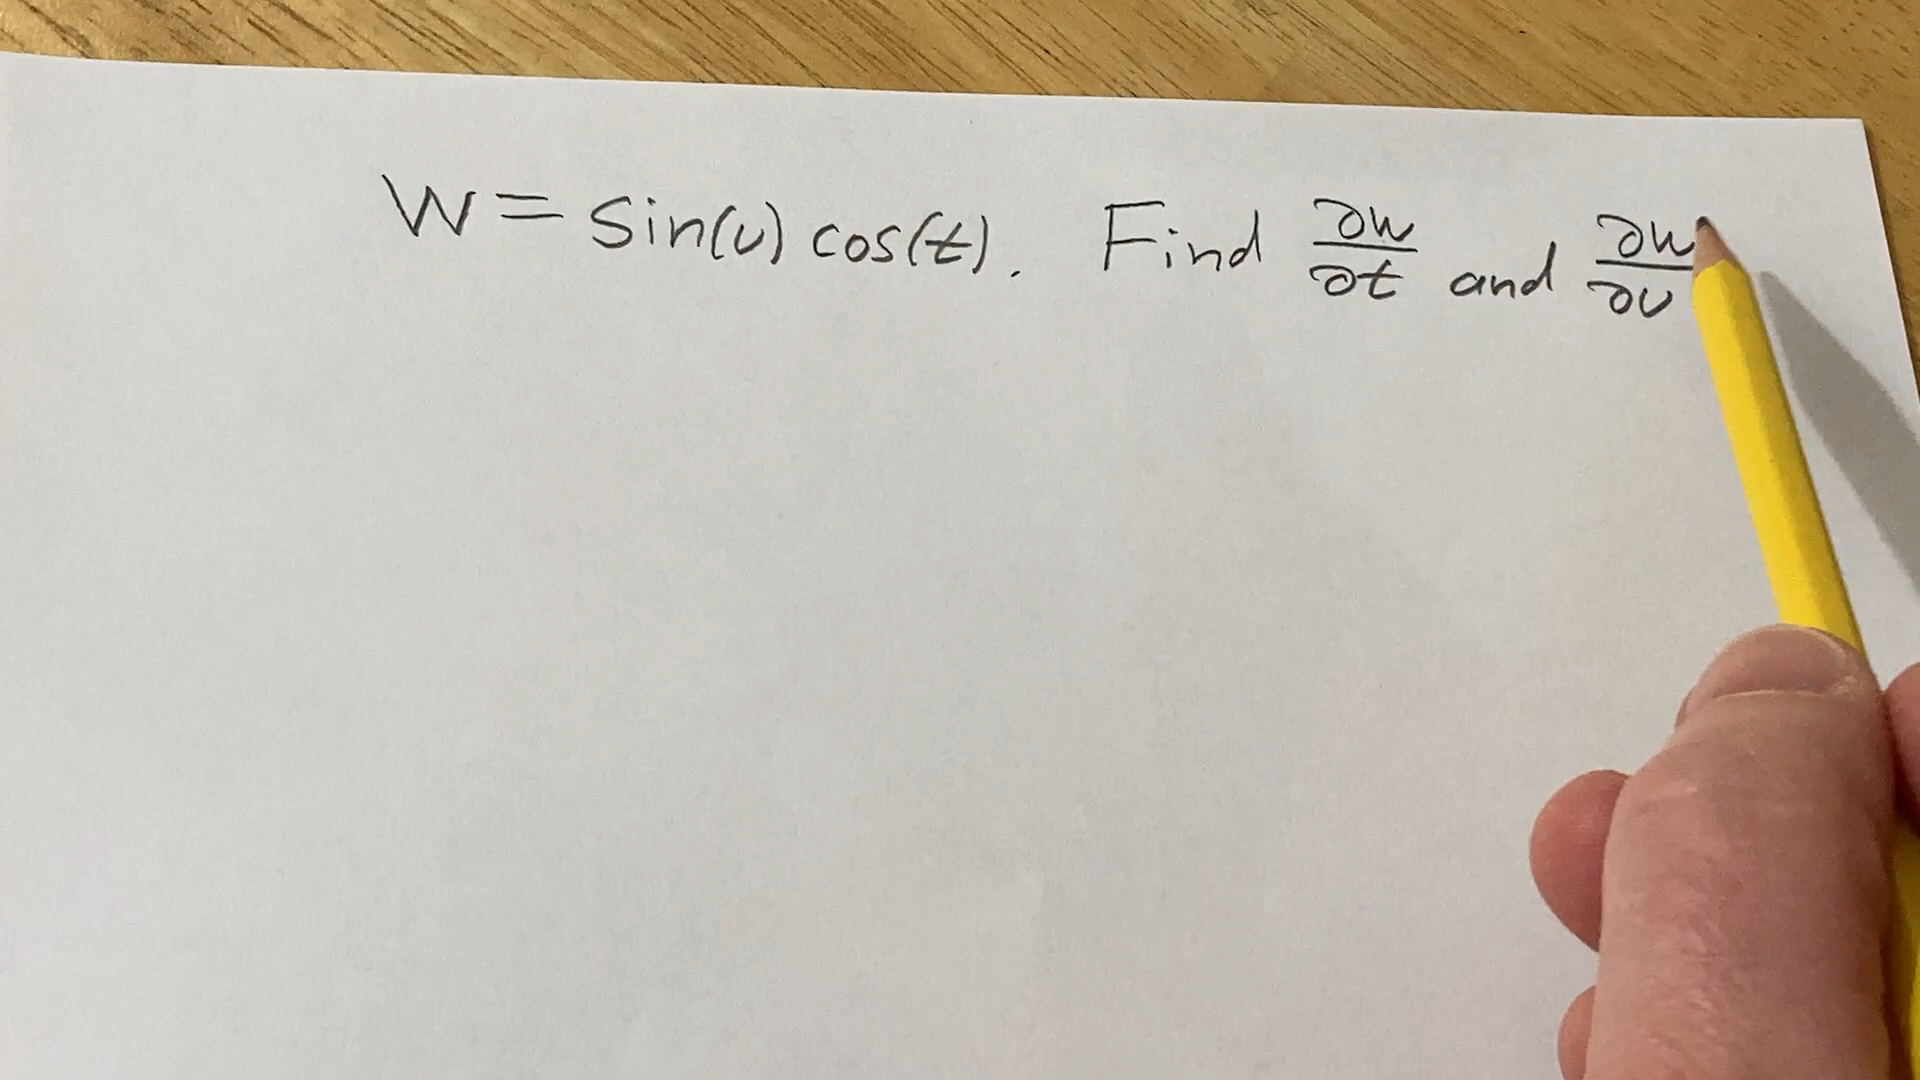 W = sin(v) cos(t). Find ∂w/∂t and ∂w/∂v